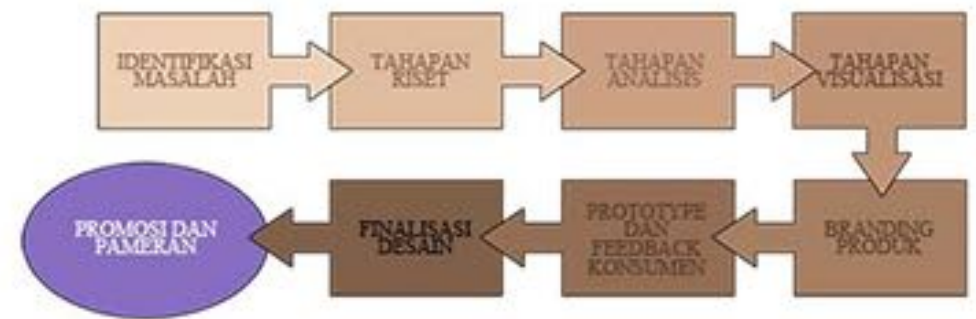 IDENTIFIKASI
MASALAH
TAHAPAN
RISET
TAHAPAN
ANALISIS
TAHAPAN
VISUALISASI
BRANDING
PRODUK
PROTOTYPE
DAN
FEEDBACK
KONSUMEN
FINALISASI
DESAIN
PROMOSI DAN
PAMERAN